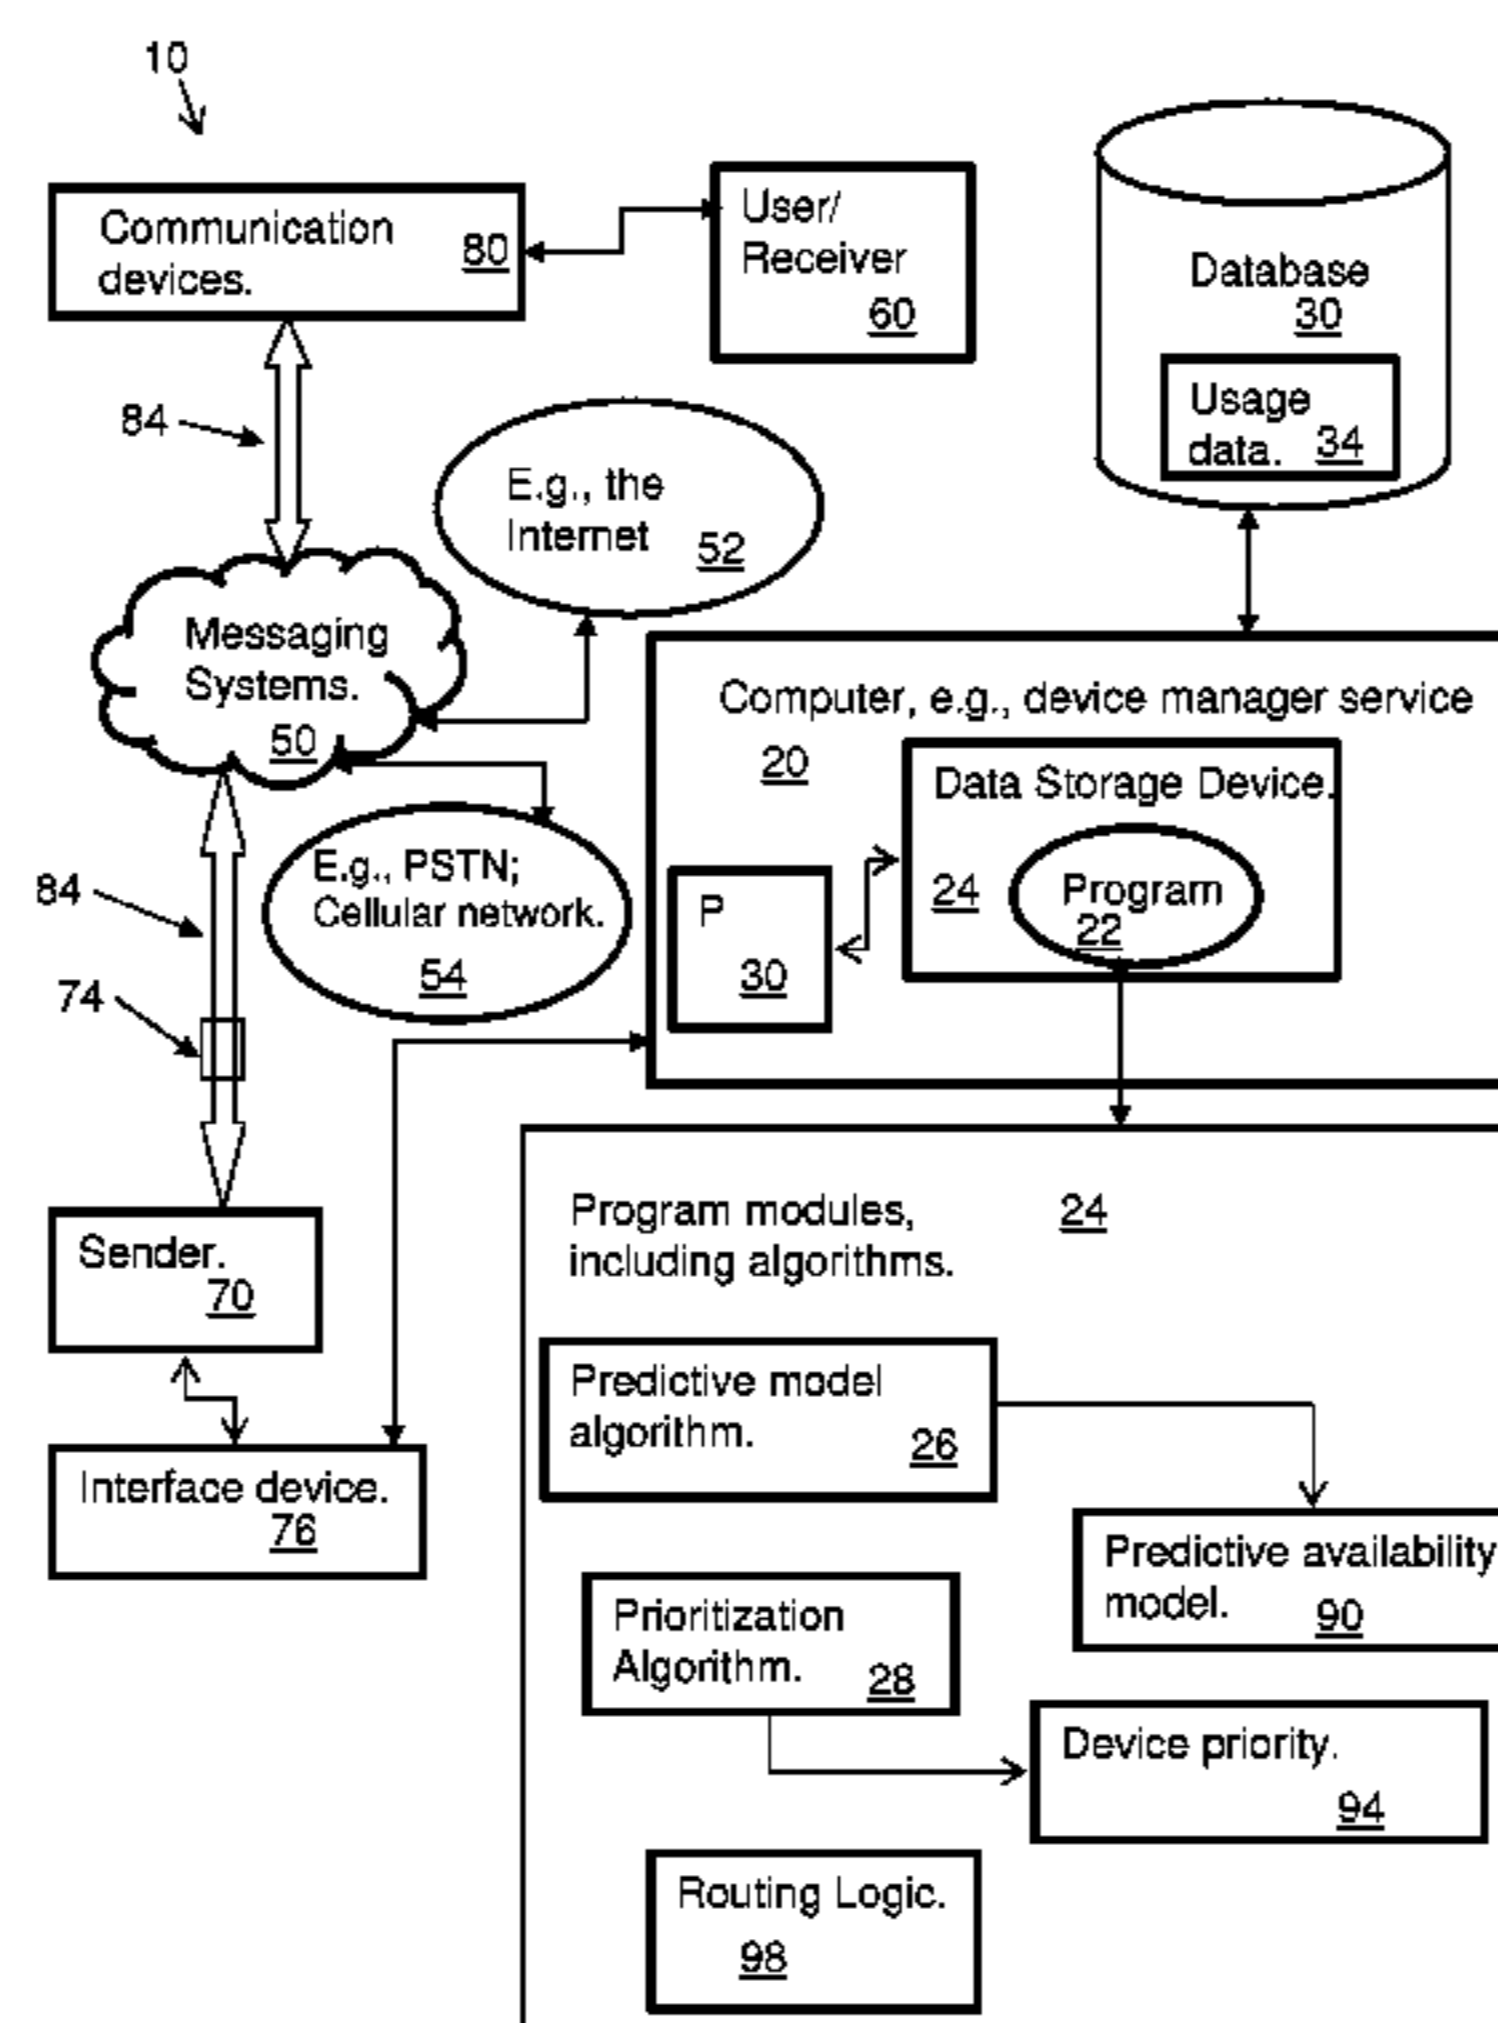 10
Communication
devices.
80
User/
Receiver
60
Database
30
Usage
data. 34
84
E.g., the
Internet 52
Messaging
Systems.
50
Computer, e.g., device manager service
20
Data Storage Device.
24
Program
22
P
30
E.g., PSTN;
Cellular network.
54
84
74
Sender.
70
Interface device.
76
Program modules, 24
including algorithms.
Predictive model
algorithm. 26
Predictive availability
model. 90
Prioritization
Algorithm. 28
Device priority.
94
Routing Logic.
98